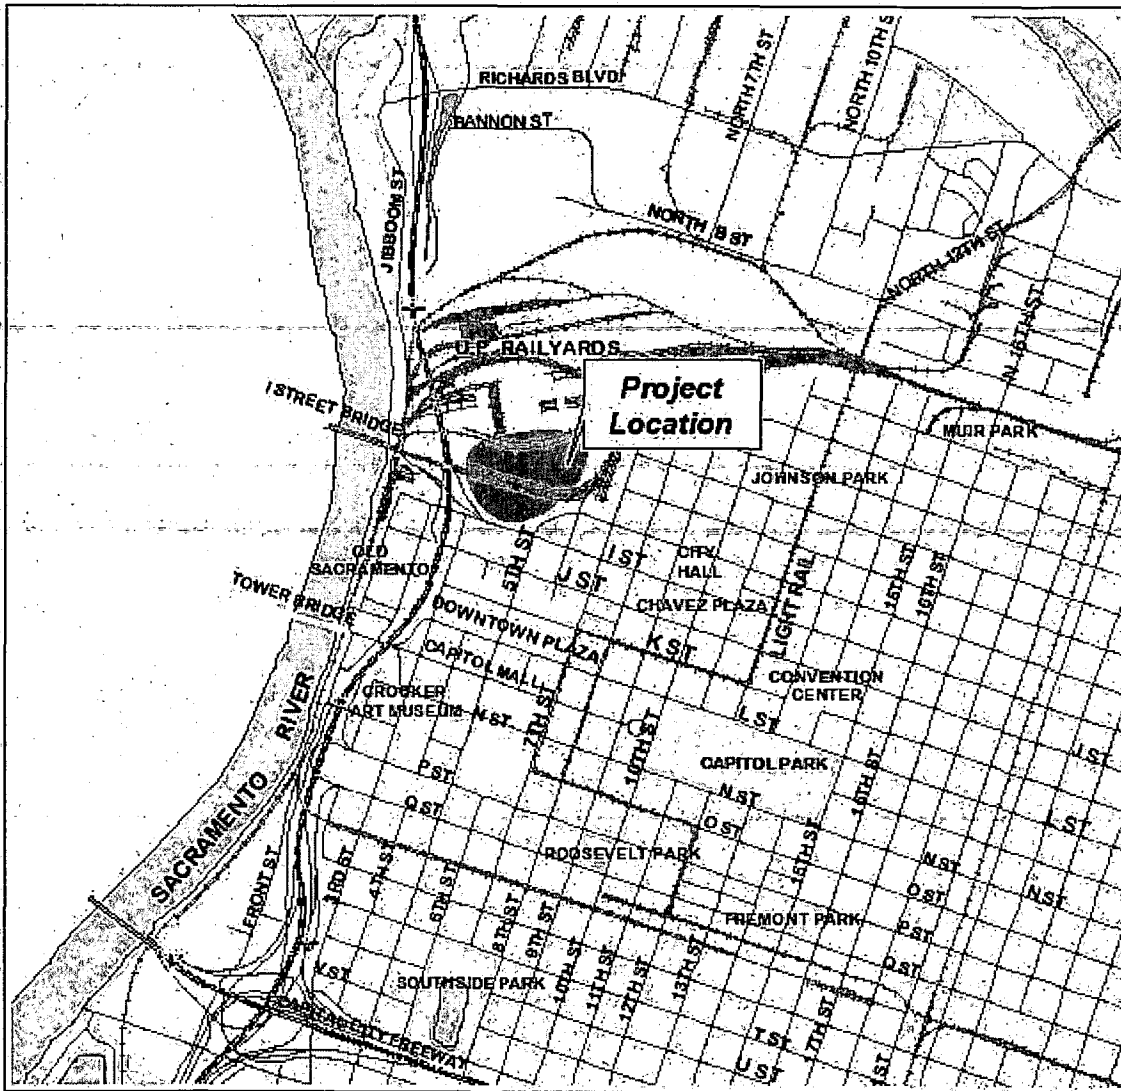 RICHARDS BLVD
BANNON ST
NORTH 7TH ST
NORTH 10TH S
JIBBOOM ST
NORTH B ST
NORTH 12TH ST
N 16TH ST
U.P. RAILYARDS
Project
Location
I STREET BRIDGE
MUIR PARK
JOHNSON PARK
OLD
SACRAMENTO
5TH ST
I ST
J ST
CITY
HALL
CHAVEZ PLAZA
LIGHT RAIL
15TH ST
16TH ST
TOWER BRIDGE
DOWNTOWN PLAZA
K ST
CAPITOL MALL
CONVENTION
CENTER
CROCKER
ART MUSEUM
N ST
7TH ST
10TH ST
L ST
CAPITOL PARK
SACRAMENTO RIVER
P ST
Q ST
N ST
O ST
15TH ST
ROOSEVELT PARK
FRONT ST
3RD ST
4TH ST
8TH ST
9TH ST
10TH ST
11TH ST
12TH ST
13TH ST
FREMONT PARK
N ST
O ST
N ST
P ST
Q ST
V ST
SOUTHSIDE PARK
17TH ST
T ST
U ST